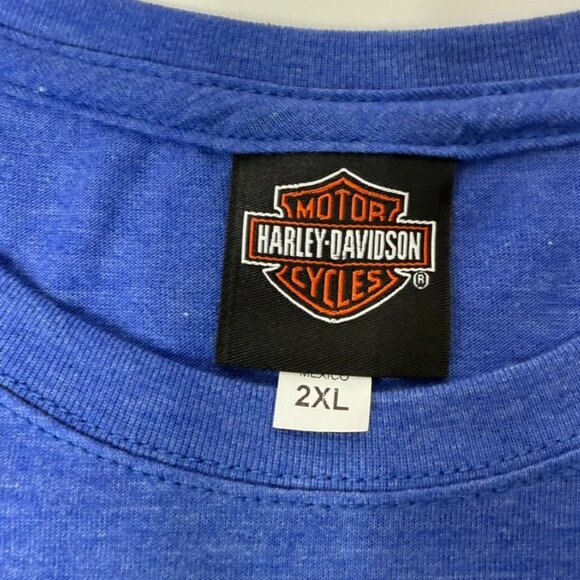 MOTOR
HARLEY-DAVIDSON
CYCLES
®
MEXICO
2XL